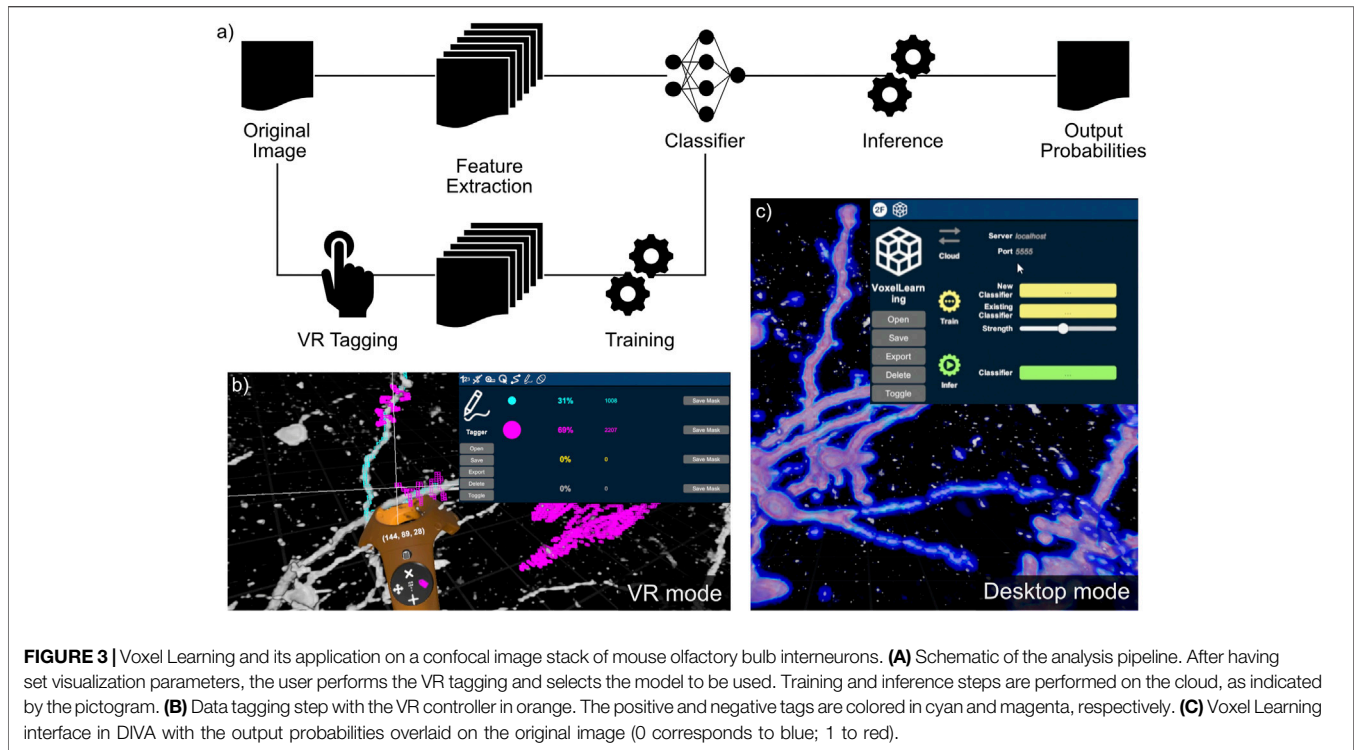 a)
Original
Image
Feature
Extraction
Classifier
Inference
Output
Probabilities
VR Tagging
Training
b)
Tagger
Open
Save
Export
Delete
Toggle
31%
1008
Save Mask
69%
2207
Save Mask
0%
0
Save Mask
0%
0
Save Mask
(144, 89, 28)
VR mode
c)
2F
VoxelLearn
ing
Open
Save
Export
Delete
Toggle
Cloud
Server localhost
Port 5555
Train
New
Classifier
...
Existing
Classifier
...
Strength
Infer
Classifier
...
Desktop mode
FIGURE 3 | Voxel Learning and its application on a confocal image stack of mouse olfactory bulb interneurons. (A) Schematic of the analysis pipeline. After having
set visualization parameters, the user performs the VR tagging and selects the model to be used. Training and inference steps are performed on the cloud, as indicated
by the pictogram. (B) Data tagging step with the VR controller in orange. The positive and negative tags are colored in cyan and magenta, respectively. (C) Voxel Learning
interface in DIVA with the output probabilities overlaid on the original image (0 corresponds to blue; 1 to red).